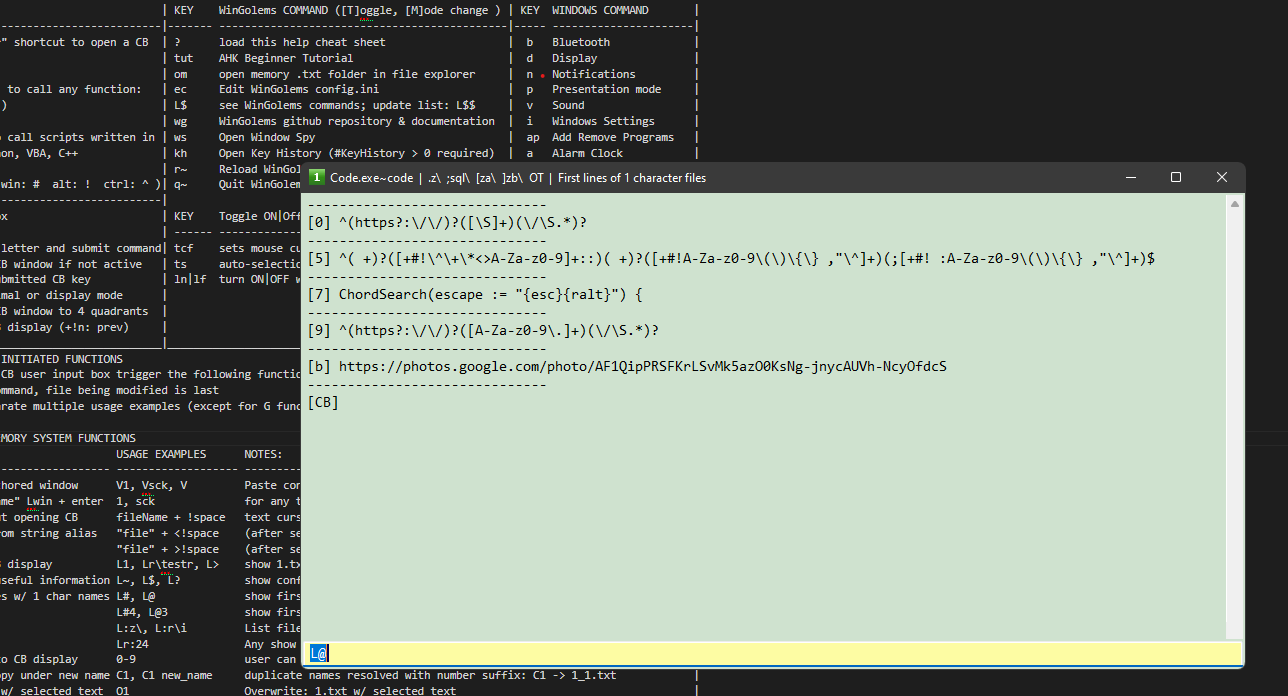 | KEY WinGolems COMMAND ([T]oggle, [M]ode change ) | KEY WINDOWS COMMAND |
-------------------------|------ --------------------------------------------|----- ----------------------|
" shortcut to open a CB | ? load this help cheat sheet | b Bluetooth |
| tut AHK Beginner Tutorial | d Display |
| om open memory .txt folder in file explorer | n Notifications |
to call any function: | ec Edit WinGolems config.ini | p Presentation mode |
) | L$ see WinGolems commands; update list: L$$ | v Sound |
| wg WinGolems github repository & documentation | i Windows Settings |
call scripts written in | ws Open Window Spy | ap Add Remove Programs |
on, VBA, C++ | kh Open Key History (#KeyHistory > 0 required) | a Alarm Clock |
| r~ Reload WinGol
win: # alt: ! ctrl: ^ )| q~ Quit WinGolem
-------------------------|
ox | KEY Toggle ON|Off
| ------ ------------
letter and submit command| tcf sets mouse cu
B window if not active | ts auto-selectio
ubmitted CB key | ln|lf turn ON|OFF w
mal or display mode |
B window to 4 quadrants |
display (+!n: prev) |
INITIATED FUNCTIONS
CB user input box trigger the following functio
ommand, file being modified is last
rate multiple usage examples (except for G func
MORY SYSTEM FUNCTIONS
USAGE EXAMPLES NOTES:
----------------- ------------------- ---------
hored window V1, Vsck, V Paste con
me" Lwin + enter 1, sck for any t
t opening CB fileName + !space text curs
om string alias "file" + <!space (after se
"file" + >!space (after se
display L1, Lr\testr, L> show 1.tx
useful information L~, L$, L? show conf
s w/ 1 char names L#, L@ show firs
L#4, L@3 show firs
L:z\, L:r\i List file
Lr:24 Any show
o CB display 0-9 user can
py under new name C1, C1 new_name duplicate names resolved with number suffix: C1 -> 1_1.txt |
w/ selected text O1 Overwrite: 1.txt w/ selected text |
1 Code.exe~code | .z\ ;sql\ [za\ ]zb\ OT | First lines of 1 character files
------------------------------
[0] ^(https?:\/\/)?([\S]+)(\/\S.*)?
------------------------------
[5] ^( +)?([+#!\^\+\*<>A-Za-z0-9]+::)( +)?([+#!A-Za-z0-9\(\)\{\} ,"\^]+)(;[+#! :A-Za-z0-9\(\)\{\} ,"\^]+)$
------------------------------
[7] ChordSearch(escape := "{esc}{ralt}") {
------------------------------
[9] ^(https?:\/\/)?([A-Za-z0-9\.]+)(\/\S.*)?
------------------------------
[b] https://photos.google.com/photo/AF1QipPRSFKrLSvMk5azO0KsNg-jnycAUVh-NcyOfdcS
------------------------------
[CB]
L@